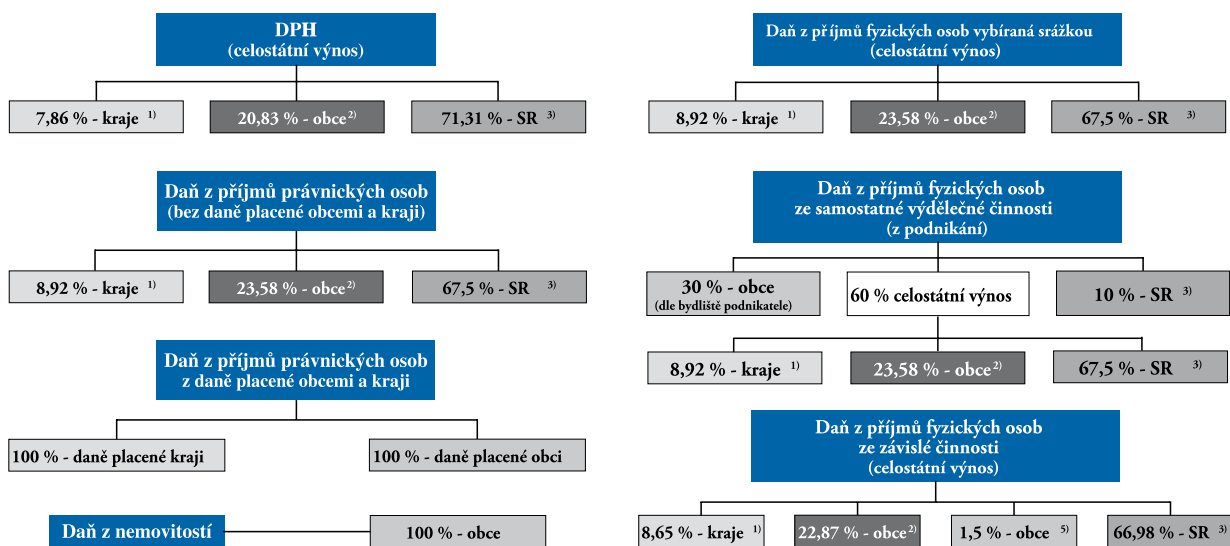 DPH
(celostátní výnos)
7,86 % - kraje 1)
20,83 % - obce 2)
71,31 % - SR 3)
Daň z příjmů právnických osob
(bez daně placené obcemi a kraji)
8,92 % - kraje 1)
23,58 % - obce 2)
67,5 % - SR 3)
Daň z příjmů právnických osob
z daně placené obcemi a kraji
100 % - daně placené kraji
100 % - daně placené obci
Daň z nemovitostí
100 % - obce
Daň z příjmů fyzických osob vybíraná srážkou
(celostátní výnos)
8,92 % - kraje 1)
23,58 % - obce 2)
67,5 % - SR 3)
Daň z příjmů fyzických osob
ze samostatné výdělečné činnosti
(z podnikání)
30 % - obce
(dle bydliště podnikatele)
60 % celostátní výnos
10 % - SR 3)
8,92 % - kraje 1)
23,58 % - obce 2)
67,5 % - SR 3)
Daň z příjmů fyzických osob
ze závislé činnosti
(celostátní výnos)
8,65 % - kraje 1)
22,87 % - obce 2)
1,5 % - obce 5)
66,98 % - SR 3)